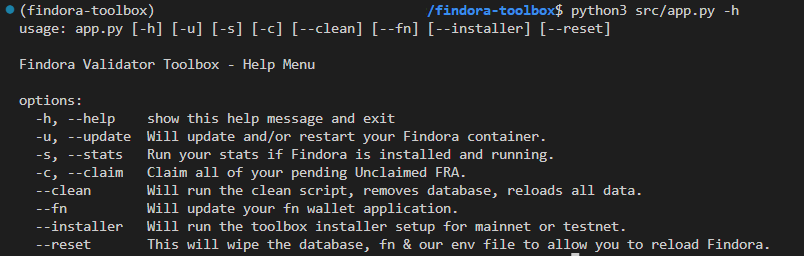 (findora-toolbox) /findora-toolbox$ python3 src/app.py -h
usage: app.py [-h] [-u] [-s] [-c] [--clean] [--fn] [--installer] [--reset]
Findora Validator Toolbox - Help Menu
options:
-h, --help show this help message and exit
-u, --update Will update and/or restart your Findora container.
-s, --stats Run your stats if Findora is installed and running.
-c, --claim Claim all of your pending Unclaimed FRA.
--clean Will run the clean script, removes database, reloads all data.
--fn Will update your fn wallet application.
--installer Will run the toolbox installer setup for mainnet or testnet.
--reset This will wipe the database, fn & our env file to allow you to reload Findora.